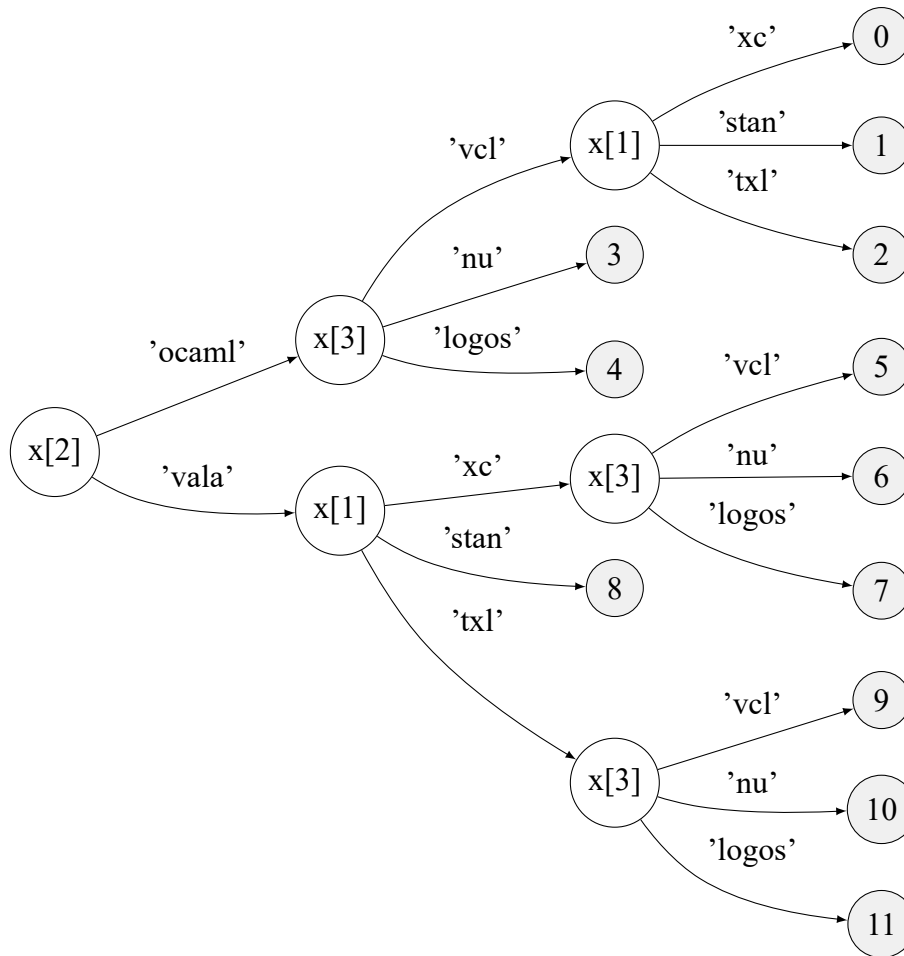 ’xc’
0
’stan’
x[1]
1
’vcl’
’txl’
2
’nu’
3
x[3]
’logos’
4
’ocaml’
’vcl’
5
x[2]
’vala’
’xc’
x[3]
’nu’
6
x[1]
’logos’
’stan’
7
8
’txl’
’vcl’
9
x[3]
’nu’
10
’logos’
11